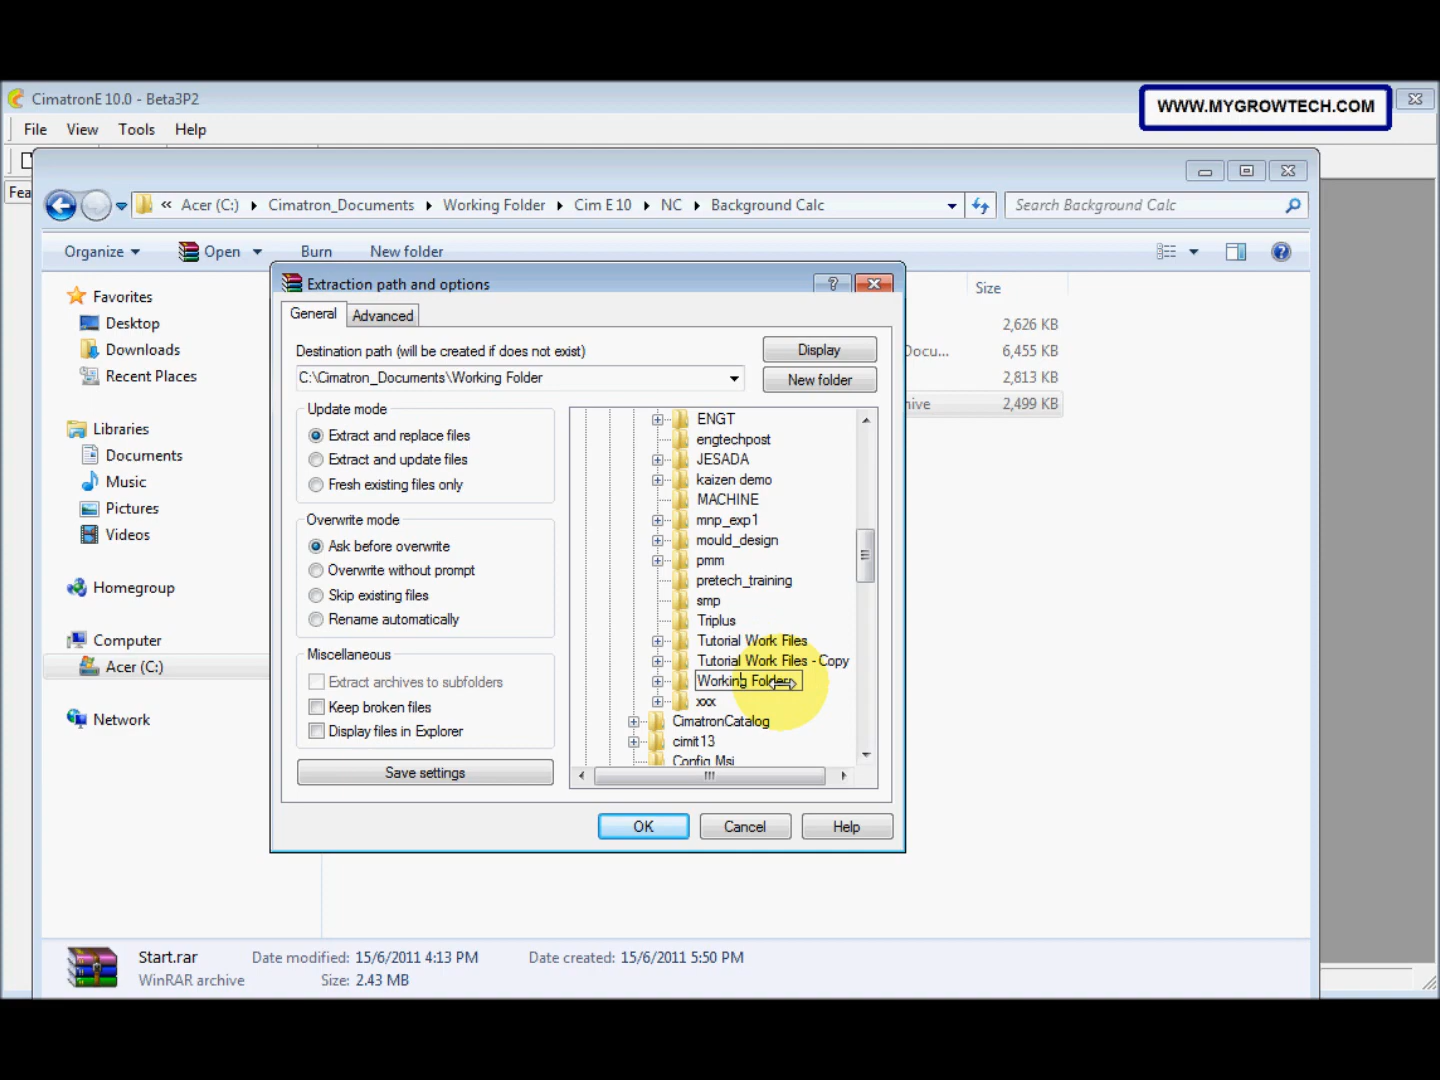 CimatronE 10.0 - Beta3P2
WWW.MYGROWTECH.COM
File View Tools Help
Fea
« Acer (C:) Cimatron_Documents Working Folder Cim E 10 NC Background Calc
Search Background Calc
Organize Open Burn New folder
Favorites
Desktop
Downloads
Recent Places
Libraries
Documents
Music
Pictures
Videos
Homegroup
Computer
Acer (C:)
Network
Size
2,626 KB
Docu... 6,455 KB
2,813 KB
hive 2,499 KB
Extraction path and options
General Advanced
Destination path (will be created if does not exist)
Display
C:\Cimatron_Documents\Working Folder
New folder
Update mode
Extract and replace files
Extract and update files
Fresh existing files only
Overwrite mode
Ask before overwrite
Overwrite without prompt
Skip existing files
Rename automatically
Miscellaneous
Extract archives to subfolders
Keep broken files
Display files in Explorer
Save settings
ENGT
engtechpost
JESADA
kaizen demo
MACHINE
mnp_exp1
mould_design
pmm
pretech_training
smp
Triplus
Tutorial Work Files
Tutorial Work Files - Copy
Working Folder
xxx
CimatronCatalog
cimit13
Config.Msi
OK Cancel Help
Start.rar Date modified: 15/6/2011 4:13 PM Date created: 15/6/2011 5:50 PM
WinRAR archive Size: 2.43 MB